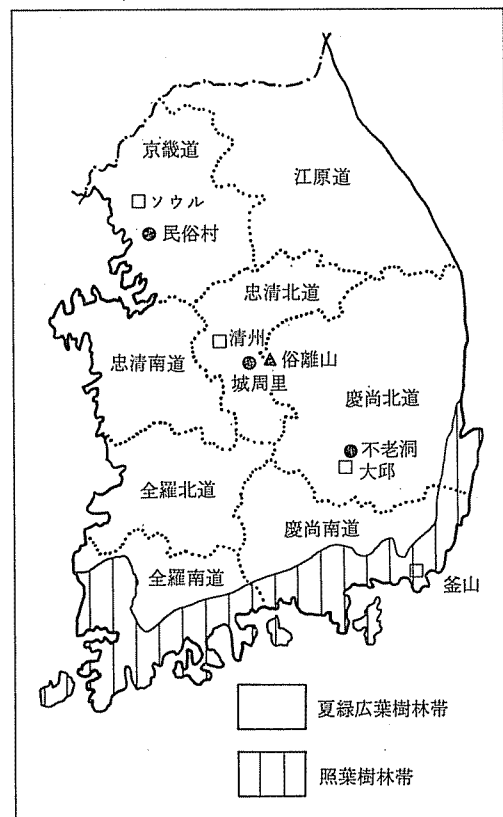 京畿道
江原道
ソウル
民俗村
忠清北道
清州
俗離山
忠清南道
城周里
慶尚北道
不老洞
大邱
全羅北道
慶尚南道
全羅南道
釜山
夏緑広葉樹林帯
照葉樹林帯